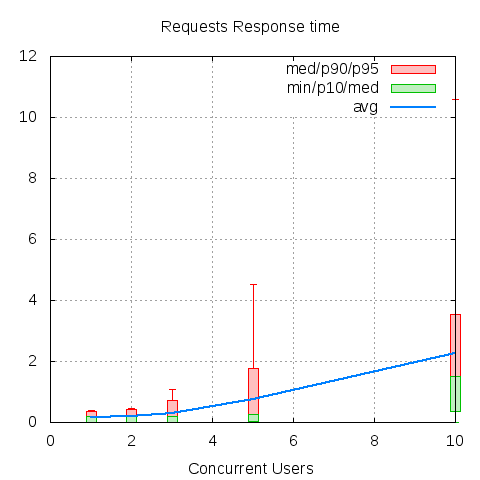 Requests Response time
med/p90/p95
min/p10/med
avg
12
10
8
6
4
2
0
0 2 4 6 8 10
Concurrent Users